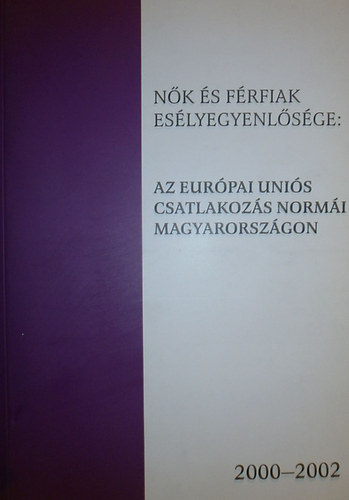 NŐK ÉS FÉRFIAK
ESÉLYEGYENLŐSÉGE:
AZ EURÓPAI UNIÓS
CSATLAKOZÁS NORMÁI
MAGYARORSZÁGON
2000–2002